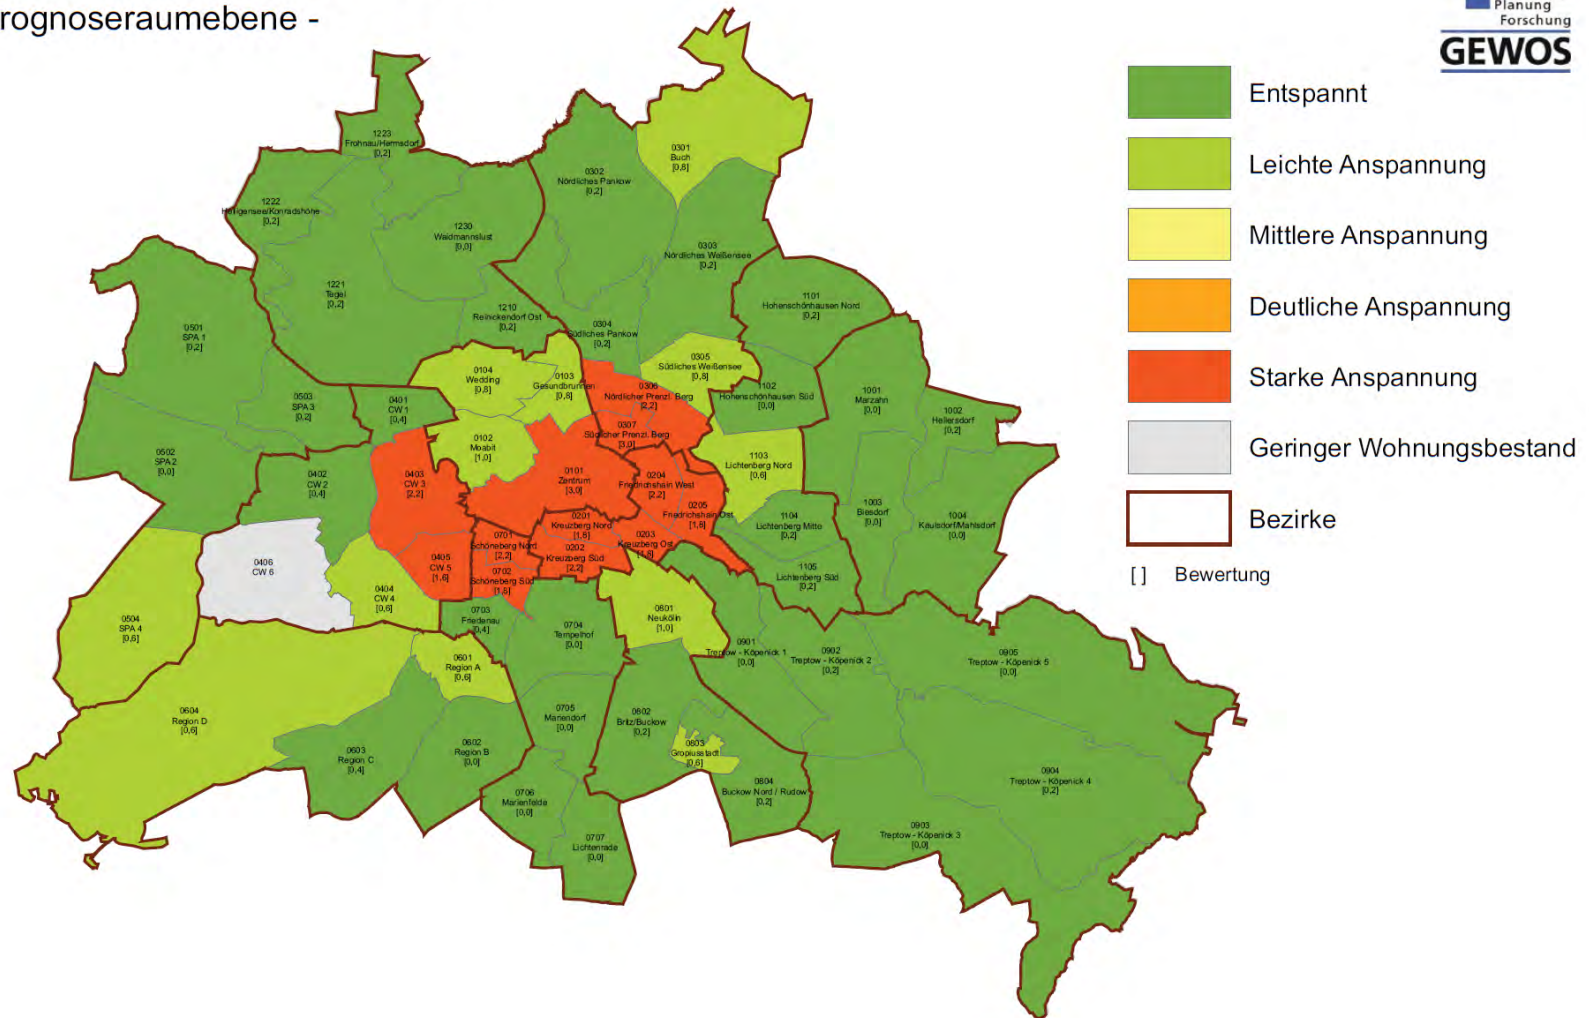 rognoseraumebene -
Planung
Forschung
GEWOS
Entspannt
Leichte Anspannung
Mittlere Anspannung
Deutliche Anspannung
Starke Anspannung
Geringer Wohnungsbestand
Bezirke
[ ] Bewertung
1223
Frohnau/Hermsdorf
[0,2]
0301
Buch
[0,8]
0302
Nördliches Pankow
[0,2]
1222
Heiligensee/Konradshöhe
[0,2]
1230
Waidmannslust
[0,0]
0303
Nördliches Weißensee
[0,2]
1221
Tegel
[0,2]
1101
Hohenschönhausen Nord
[0,2]
1210
Reinickendorf Ost
[0,2]
0501
SPA 1
[0,2]
0304
Südliches Pankow
[0,2]
0305
Südliches Weißensee
[0,8]
0104
Wedding
[0,8]
0103
Gesundbrunnen
[0,8]
0306
Nördlicher Prenzl. Berg
[2,2]
1102
Hohenschönhausen Süd
[0,0]
1001
Marzahn
[0,0]
0503
SPA 3
[0,2]
0401
CW 1
[0,4]
1002
Hellersdorf
[0,2]
0307
Südlicher Prenzl. Berg
[3,0]
0102
Moabit
[1,0]
0502
SPA 2
[0,0]
1103
Lichtenberg Nord
[0,6]
0402
CW 2
[0,4]
0403
CW 3
[2,2]
0101
Zentrum
[3,0]
0204
Friedrichshain West
[2,2]
0205
Friedrichshain Ost
[1,8]
1003
Biesdorf
[0,0]
1104
Lichtenberg Mitte
[0,2]
1004
Kaulsdorf/Mahlsdorf
[0,0]
0201
Kreuzberg Nord
[1,8]
0701
Schöneberg Nord
[2,2]
0203
Kreuzberg Ost
[1,8]
0202
Kreuzberg Süd
[2,2]
0406
CW 6
0405
CW 5
[1,6]
0702
Schöneberg Süd
[1,8]
1105
Lichtenberg Süd
[0,2]
0404
CW 4
[0,6]
0703
Friedenau
[0,4]
0801
Neukölln
[1,0]
0504
SPA 4
[0,6]
0704
Tempelhof
[0,0]
0901
Treptow - Köpenick 1
[0,0]
0902
Treptow - Köpenick 2
[0,2]
0905
Treptow - Köpenick 5
[0,0]
0601
Region A
[0,6]
0604
Region D
[0,6]
0705
Mariendorf
[0,0]
0802
Britz/Buckow
[0,2]
0603
Region C
[0,4]
0602
Region B
[0,0]
0803
Gropiusstadt
[0,6]
0904
Treptow - Köpenick 4
[0,2]
0804
Buckow Nord / Rudow
[0,2]
0706
Marienfelde
[0,0]
0903
Treptow - Köpenick 3
[0,0]
0707
Lichtenrade
[0,0]